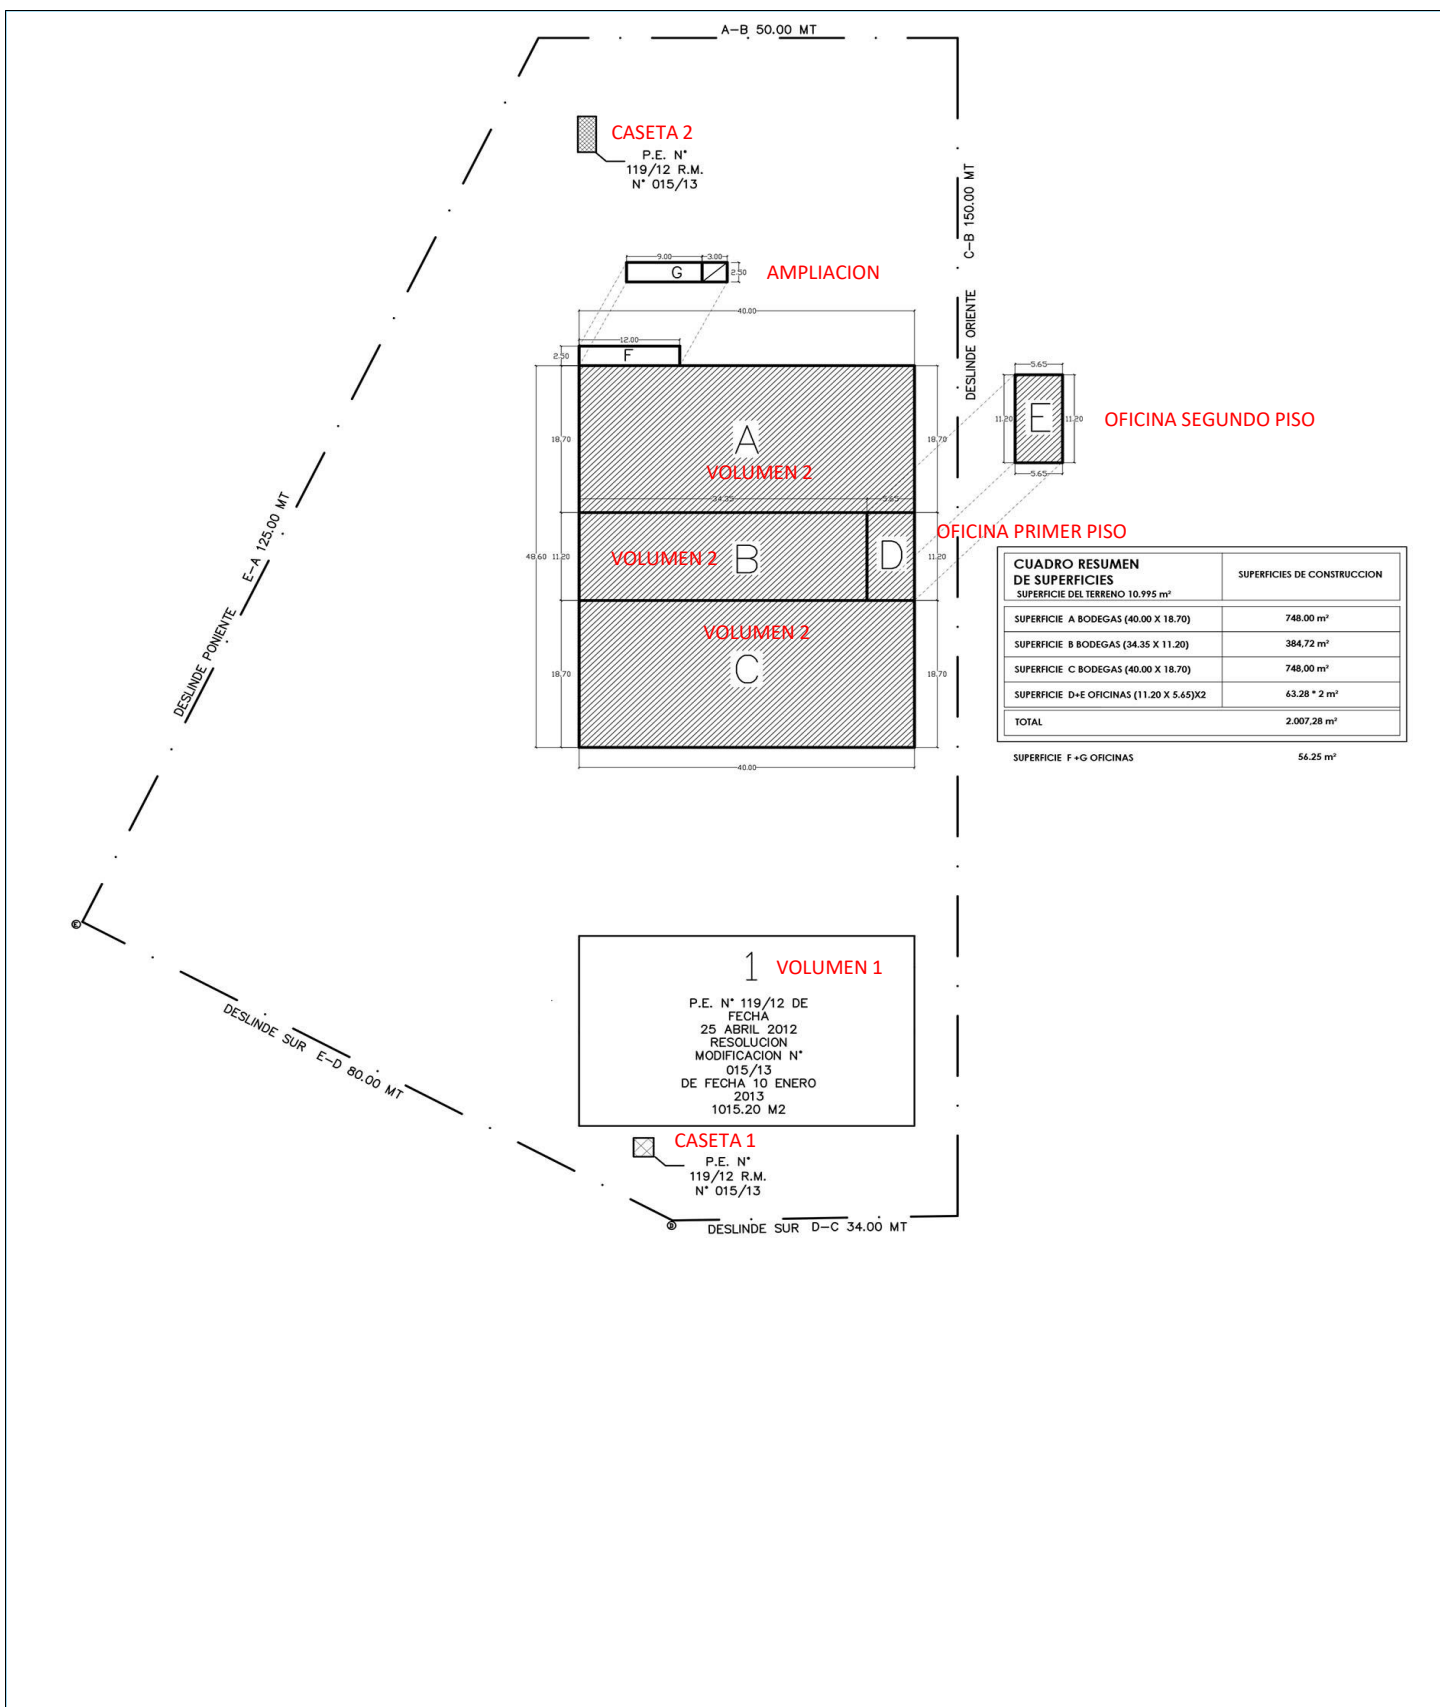 A-B 50.00 MT
CASETA 2
P.E. N°
119/12 R.M.
N° 015/13
C-B 150.00 MT
DESLINDE ORIENTE
9.00
3.00
G
2.50
AMPLIACION
40.00
12.00
2.50
F
5.65
11.20
E
11.20
5.65
OFICINA SEGUNDO PISO
18.70
A
18.70
VOLUMEN 2
34.35
5.65
OFICINA PRIMER PISO
48.60
11.20
VOLUMEN 2
B
D
11.20
VOLUMEN 2
18.70
C
18.70
40.00
E-A 125.00 MT
DESLINDE PONIENTE
CUADRO RESUMEN
DE SUPERFICIES
SUPERFICIE DEL TERRENO 10.995 m²
SUPERFICIES DE CONSTRUCCION
SUPERFICIE A BODEGAS (40.00 X 18.70)
748.00 m²
SUPERFICIE B BODEGAS (34.35 X 11.20)
384,72 m²
SUPERFICIE C BODEGAS (40.00 X 18.70)
748,00 m²
SUPERFICIE D+E OFICINAS (11.20 X 5.65)X2
63.28 * 2 m²
TOTAL
2.007,28 m²
SUPERFICIE F +G OFICINAS
56.25 m²
E
DESLINDE SUR E-D 80.00 MT
1
VOLUMEN 1
P.E. N° 119/12 DE
FECHA
25 ABRIL 2012
RESOLUCION
MODIFICACION N°
015/13
DE FECHA 10 ENERO
2013
1015.20 M2
CASETA 1
P.E. N°
119/12 R.M.
N° 015/13
D
DESLINDE SUR D-C 34.00 MT